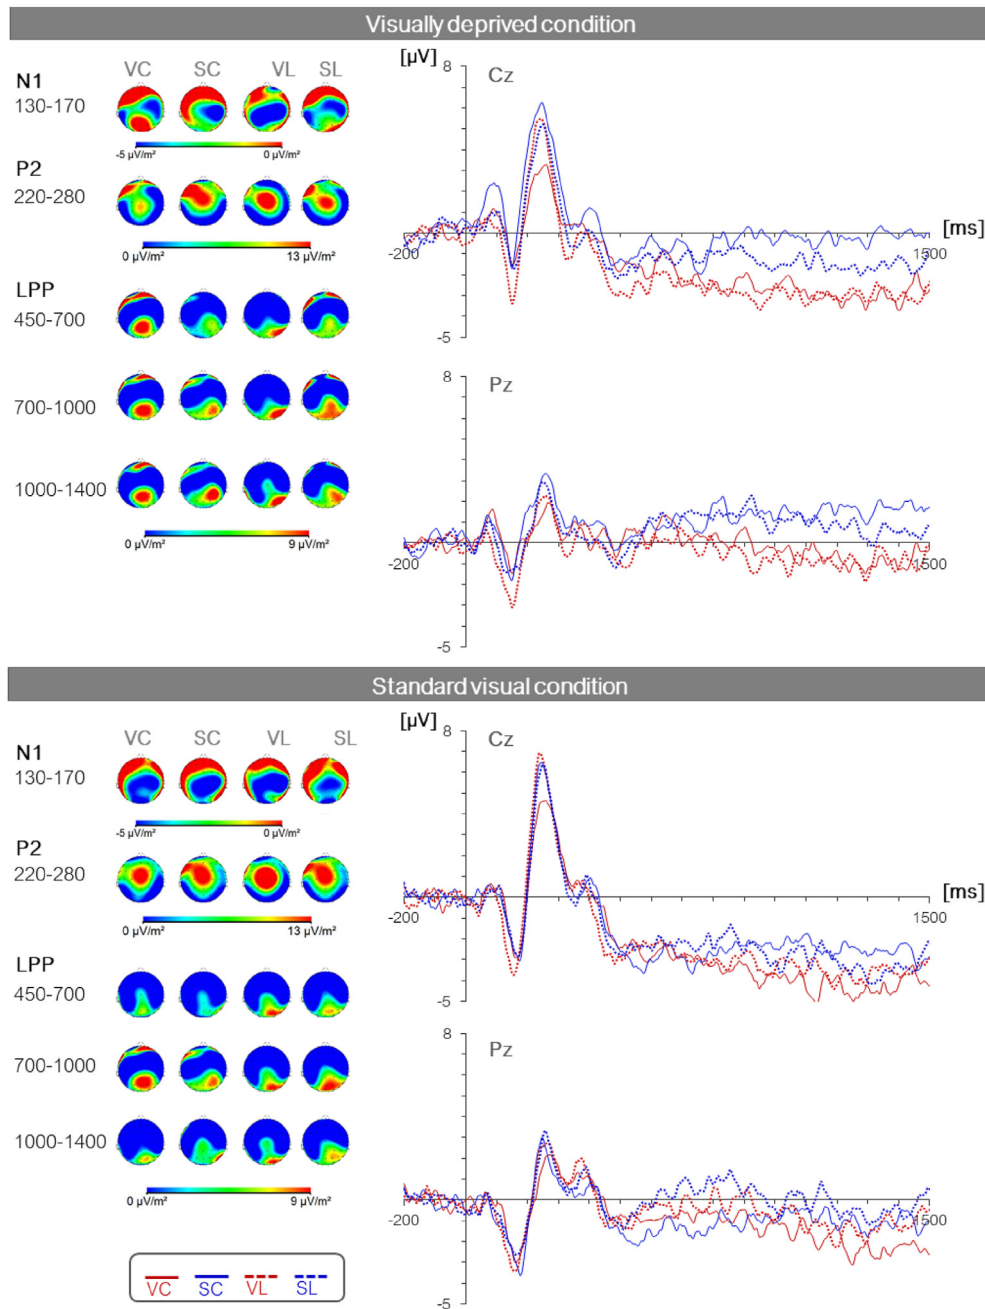 Visually deprived condition
VC SC VL SL
N1
130-170
-5 µV/m² 0 µV/m²
P2
220-280
0 µV/m² 13 µV/m²
LPP
450-700
700-1000
1000-1400
0 µV/m² 9 µV/m²
[µV]
8
Cz
[ms]
-200
1500
-5
8
Pz
-200
1500
-5
Standard visual condition
VC SC VL SL
N1
130-170
-5 µV/m² 0 µV/m²
P2
220-280
0 µV/m² 13 µV/m²
LPP
450-700
700-1000
1000-1400
0 µV/m² 9 µV/m²
VC SC VL SL
[µV]
8
Cz
[ms]
-200
1500
-5
8
Pz
-200
1500
-5